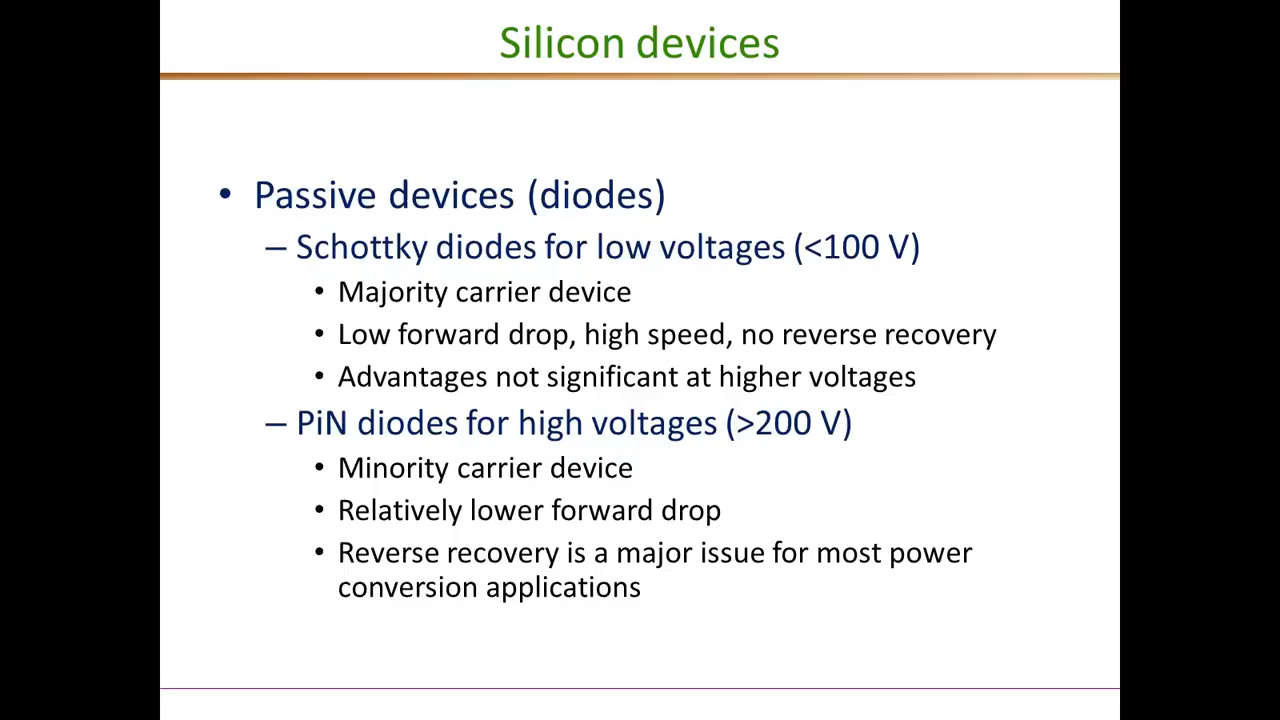 Silicon devices
• Passive devices (diodes)
– Schottky diodes for low voltages (<100 V)
• Majority carrier device
• Low forward drop, high speed, no reverse recovery
• Advantages not significant at higher voltages
– PiN diodes for high voltages (>200 V)
• Minority carrier device
• Relatively lower forward drop
• Reverse recovery is a major issue for most power
conversion applications